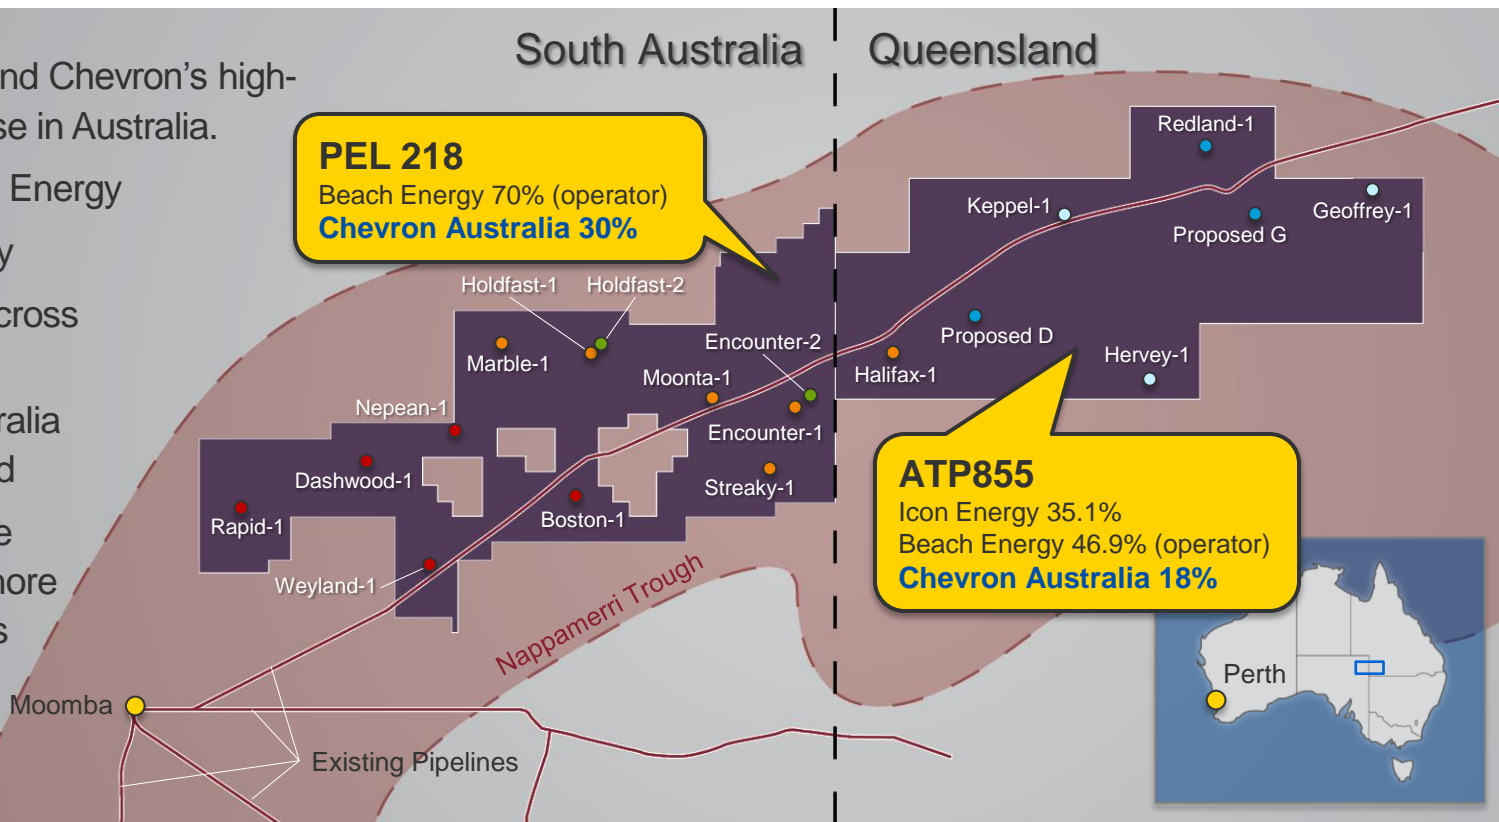 South Australia
Queensland
nd Chevron's high-
se in Australia.
Energy
y
cross
ralia
d
e
nore
s
PEL 218
Beach Energy 70% (operator)
Chevron Australia 30%
Redland-1
Keppel-1
Geoffrey-1
Proposed G
Holdfast-1
Holdfast-2
Encounter-2
Proposed D
Marble-1
Hervey-1
Halifax-1
Moonta-1
Nepean-1
Encounter-1
Dashwood-1
Streaky-1
Rapid-1
Boston-1
Weyland-1
ATP855
Icon Energy 35.1%
Beach Energy 46.9% (operator)
Chevron Australia 18%
Nappamerri Trough
Perth
Moomba
Existing Pipelines